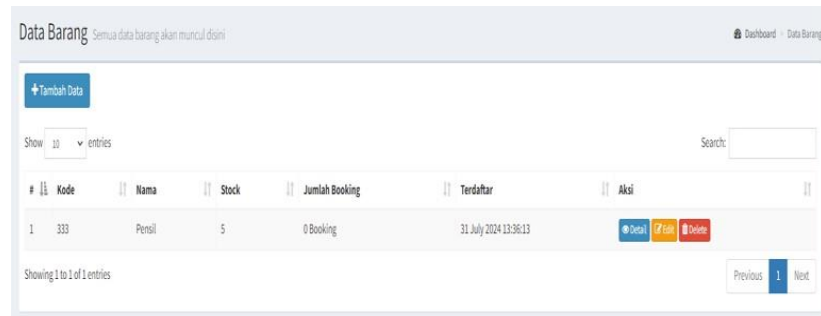 Data Barang Semua data barang akan muncul disini
Dashboard > Data Barang
+Tambah Data
Show 10 entries
Search:
# Kode Nama Stock Jumlah Booking Terdaftar Aksi
1 333 Pensil 5 0 Booking 31 July 2024 13:36:13 Detail Edit Delete
Showing 1 to 1 of 1 entries
Previous 1 Next